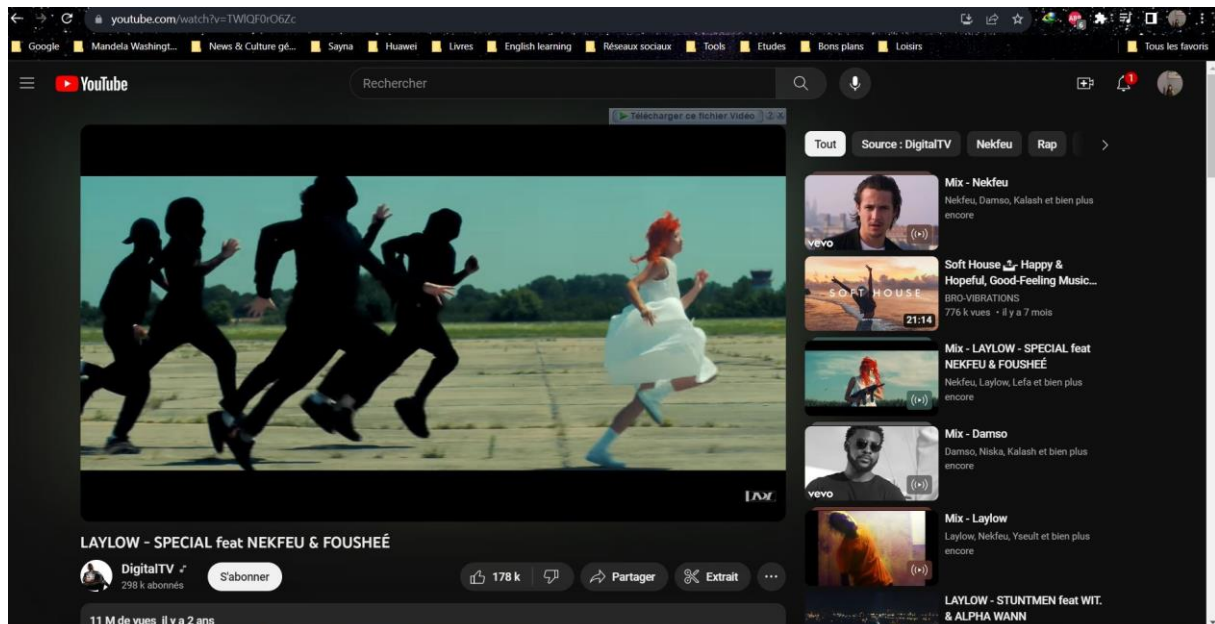 youtube.com/watch?v=TWlQF0rO6Zc
Google Mandela Washingt... News & Culture gé... Sayna Huawei Livres English learning Réseaux sociaux Tools Etudes Bons plans Loisirs Tous les favoris
YouTube
Rechercher
1
Télécharger ce fichier Vidéo
Tout Source : DigitalTV Nekfeu Rap
Mix - Nekfeu
Nekfeu, Damso, Kalash et bien plus
encore
vevo
Soft House - Happy &
Hopeful, Good-Feeling Music...
BRO-VIBRATIONS
776 k vues • il y a 7 mois
SOFT HOUSE
21:14
Mix - LAYLOW - SPECIAL feat
NEKFEU & FOUSHEÉ
Nekfeu, Laylow, Lefa et bien plus
encore
Mix - Damso
Damso, Niska, Kalash et bien plus
encore
vevo
Mix - Laylow
Laylow, Nekfeu, Yseult et bien plus
encore
LAYLOW - STUNTMEN feat WIT.
& ALPHA WANN
LAYLOW - SPECIAL feat NEKFEU & FOUSHEÉ
DigitalTV
298 k abonnés
S'abonner
178 k
Partager
Extrait
11 M de vues il y a 2 ans